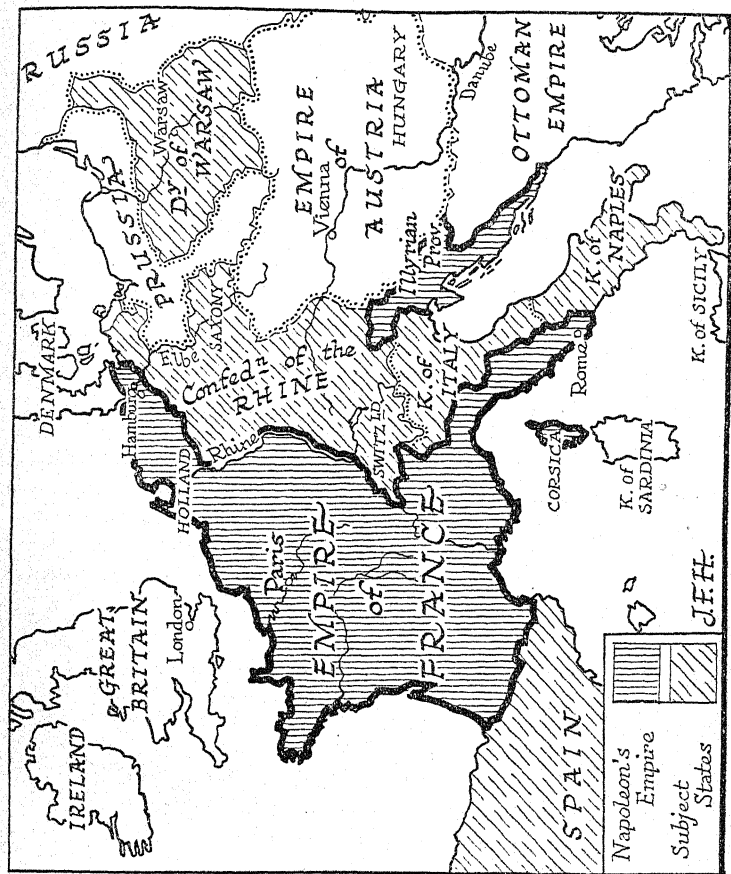 RUSSIA
DENMARK
PRUSSIA
Warsaw
Dy. of
WARSAW
IRELAND
GREAT
BRITAIN
London
Hamburg
HOLLAND
Elbe
SAXONY
Rhine
Confedn. of the
RHINE
EMPIRE
Vienna of
AUSTRIA
HUNGARY
Paris
EMPIRE
of
FRANCE
SWITZLD.
K. of
ITALY
Illyrian
Prov.
Danube
OTTOMAN
EMPIRE
K. of
NAPLES
Rome
CORSICA
K. of
SARDINIA
K. of SICILY
SPAIN
Napoleon's
Empire
Subject
States
J.F.H.